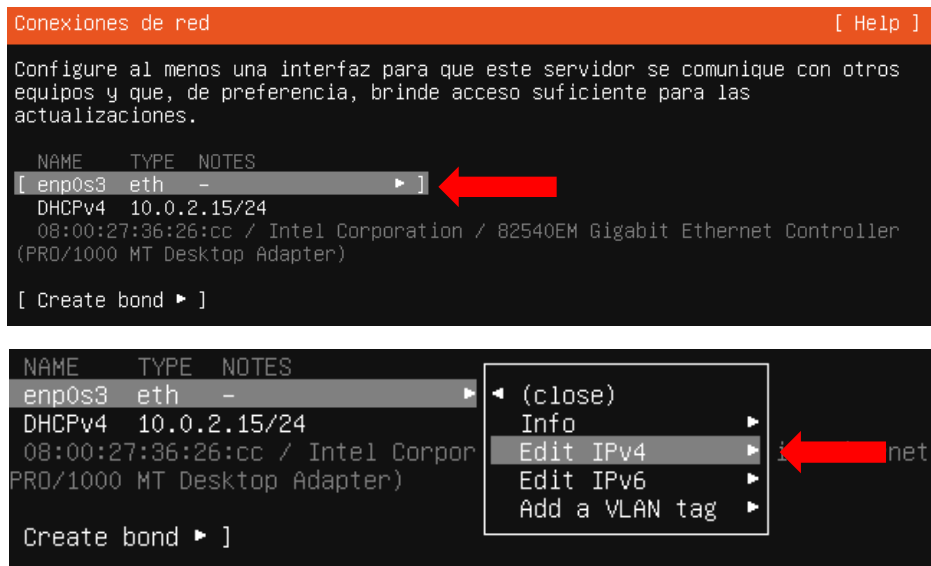 Conexiones de red [ Help ]
Configure al menos una interfaz para que este servidor se comunique con otros
equipos y que, de preferencia, brinde acceso suficiente para las
actualizaciones.
NAME TYPE NOTES
[ enp0s3 eth – ▸ ]
DHCPv4 10.0.2.15/24
08:00:27:36:26:cc / Intel Corporation / 82540EM Gigabit Ethernet Controller
(PRO/1000 MT Desktop Adapter)
[ Create bond ▸ ]
NAME TYPE NOTES
enp0s3 eth – ▸
DHCPv4 10.0.2.15/24
08:00:27:36:26:cc / Intel Corpor
PRO/1000 MT Desktop Adapter)
Create bond ▸ ]
◂ (close)
Info ▸
Edit IPv4 ▸
Edit IPv6 ▸
Add a VLAN tag ▸
net